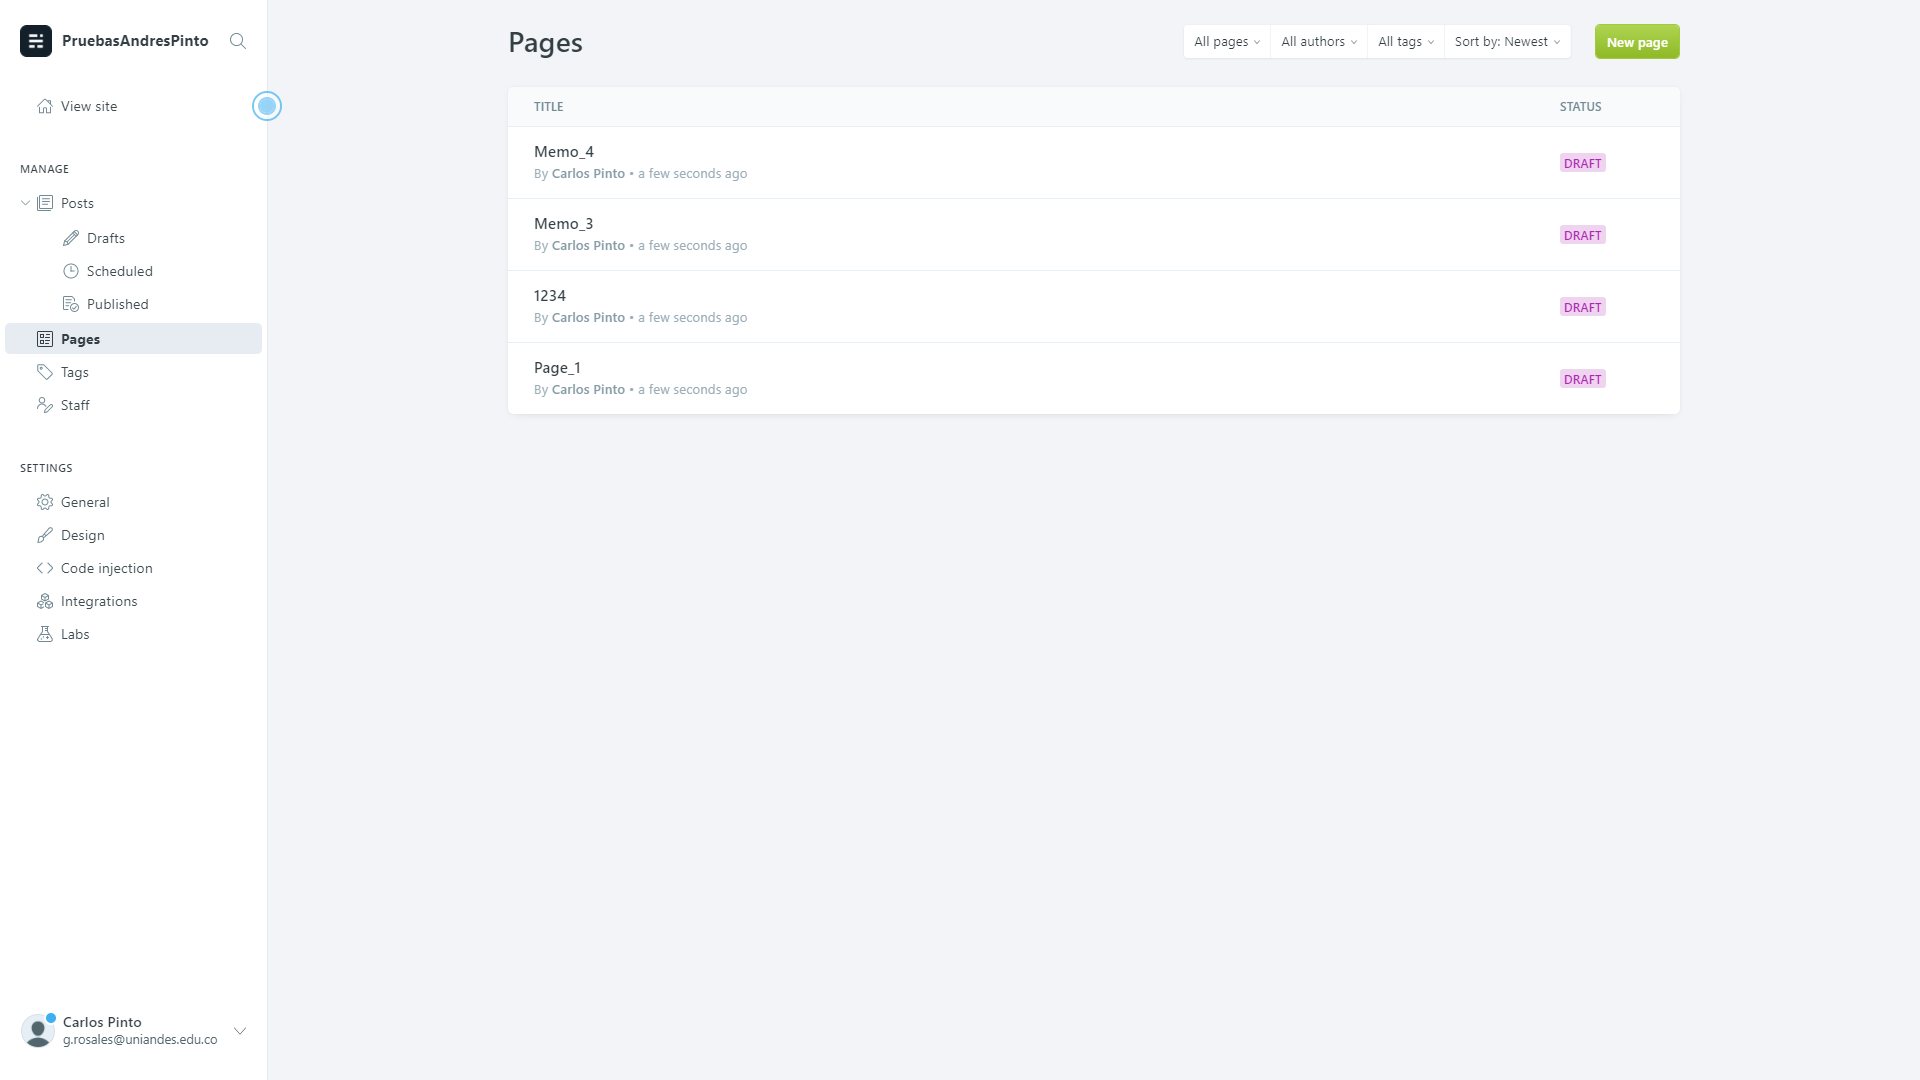 PruebasAndresPinto
View site
MANAGE
Posts
Drafts
Scheduled
Published
Pages
Tags
Staff
SETTINGS
General
Design
Code injection
Integrations
Labs
Carlos Pinto
g.rosales@uniandes.edu.co
Pages
All pages All authors All tags Sort by: Newest New page
TITLE STATUS
Memo_4
By Carlos Pinto • a few seconds ago
DRAFT
Memo_3
By Carlos Pinto • a few seconds ago
DRAFT
1234
By Carlos Pinto • a few seconds ago
DRAFT
Page_1
By Carlos Pinto • a few seconds ago
DRAFT